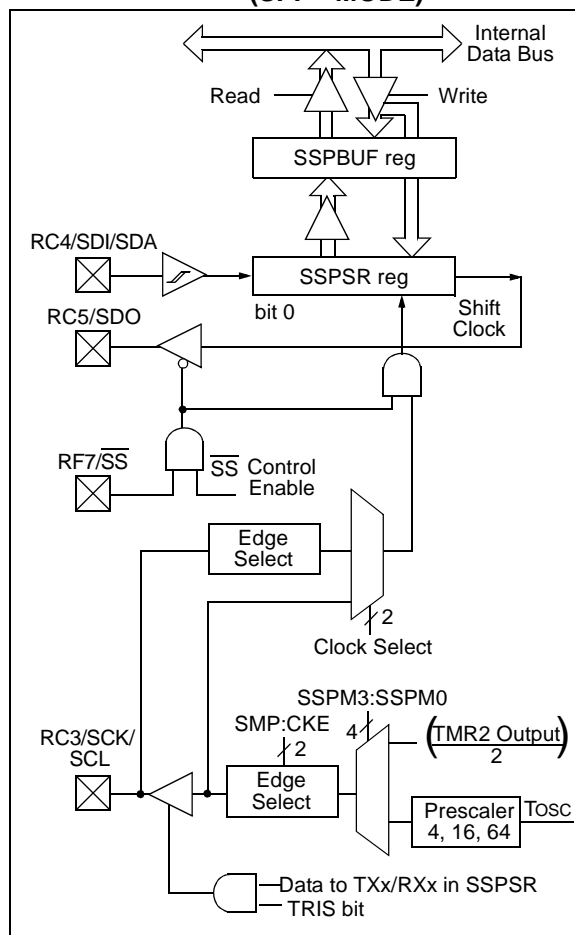 Internal
Data Bus
Read
Write
SSPBUF reg
RC4/SDI/SDA
SSPSR reg
RC5/SDO
bit 0
Shift
Clock
RF7/SS
SS Control
Enable
Edge
Select
2
Clock Select
SSPM3:SSPM0
SMP:CKE
4
(TMR2 Output)
2
RC3/SCK/
SCL
2
Edge
Select
Prescaler
4, 16, 64
TOSC
Data to TXx/RXx in SSPSR
TRIS bit